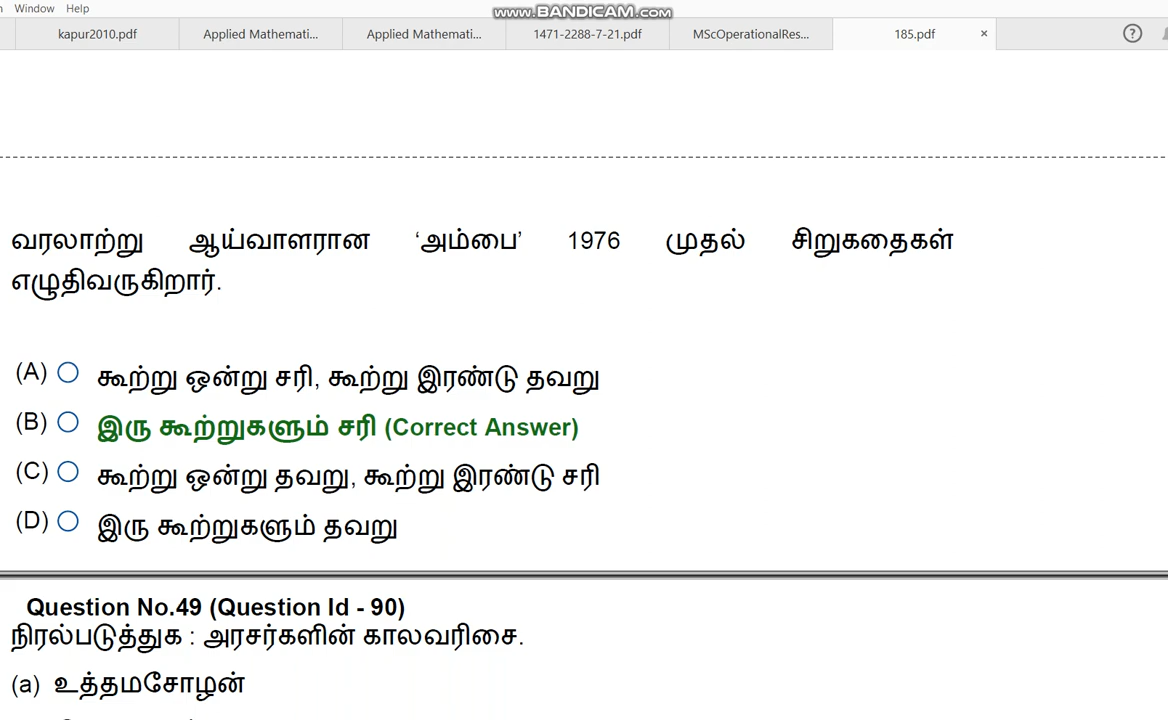 Window Help
www.BANDICAM.com
kapur2010.pdf Applied Mathemati... Applied Mathemati... 1471-2288-7-21.pdf MScOperationalRes... 185.pdf × ?
வரலாற்று ஆய்வாளரான ‘அம்பை’ 1976 முதல் சிறுகதைகள்
எழுதிவருகிறார்.
(A) கூற்று ஒன்று சரி, கூற்று இரண்டு தவறு
(B) இரு கூற்றுகளும் சரி (Correct Answer)
(C) கூற்று ஒன்று தவறு, கூற்று இரண்டு சரி
(D) இரு கூற்றுகளும் தவறு
Question No.49 (Question Id - 90)
நிரல்படுத்துக : அரசர்களின் காலவரிசை.
(a) உத்தமசோழன்